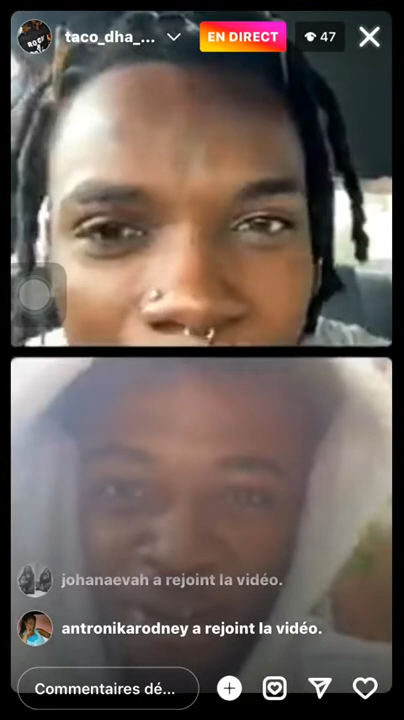 taco_dha_...
EN DIRECT
47
johanaevah a rejoint la vidéo.
antronikarodney a rejoint la vidéo.
Commentaires dé...